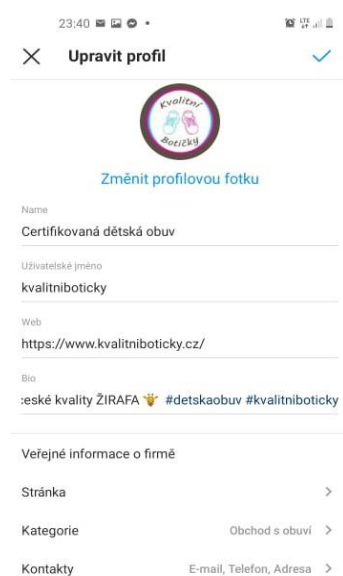 23:40
Upravit profil
Kvalitní
Botičky
Změnit profilovou fotku
Name
Certifikovaná dětská obuv
Uživatelské jméno
kvalitniboticky
Web
https://www.kvalitniboticky.cz/
Bio
české kvality ŽIRAFA #detskaobuv #kvalitniboticky
Veřejné informace o firmě
Stránka
Kategorie Obchod s obuví
Kontakty E-mail, Telefon, Adresa